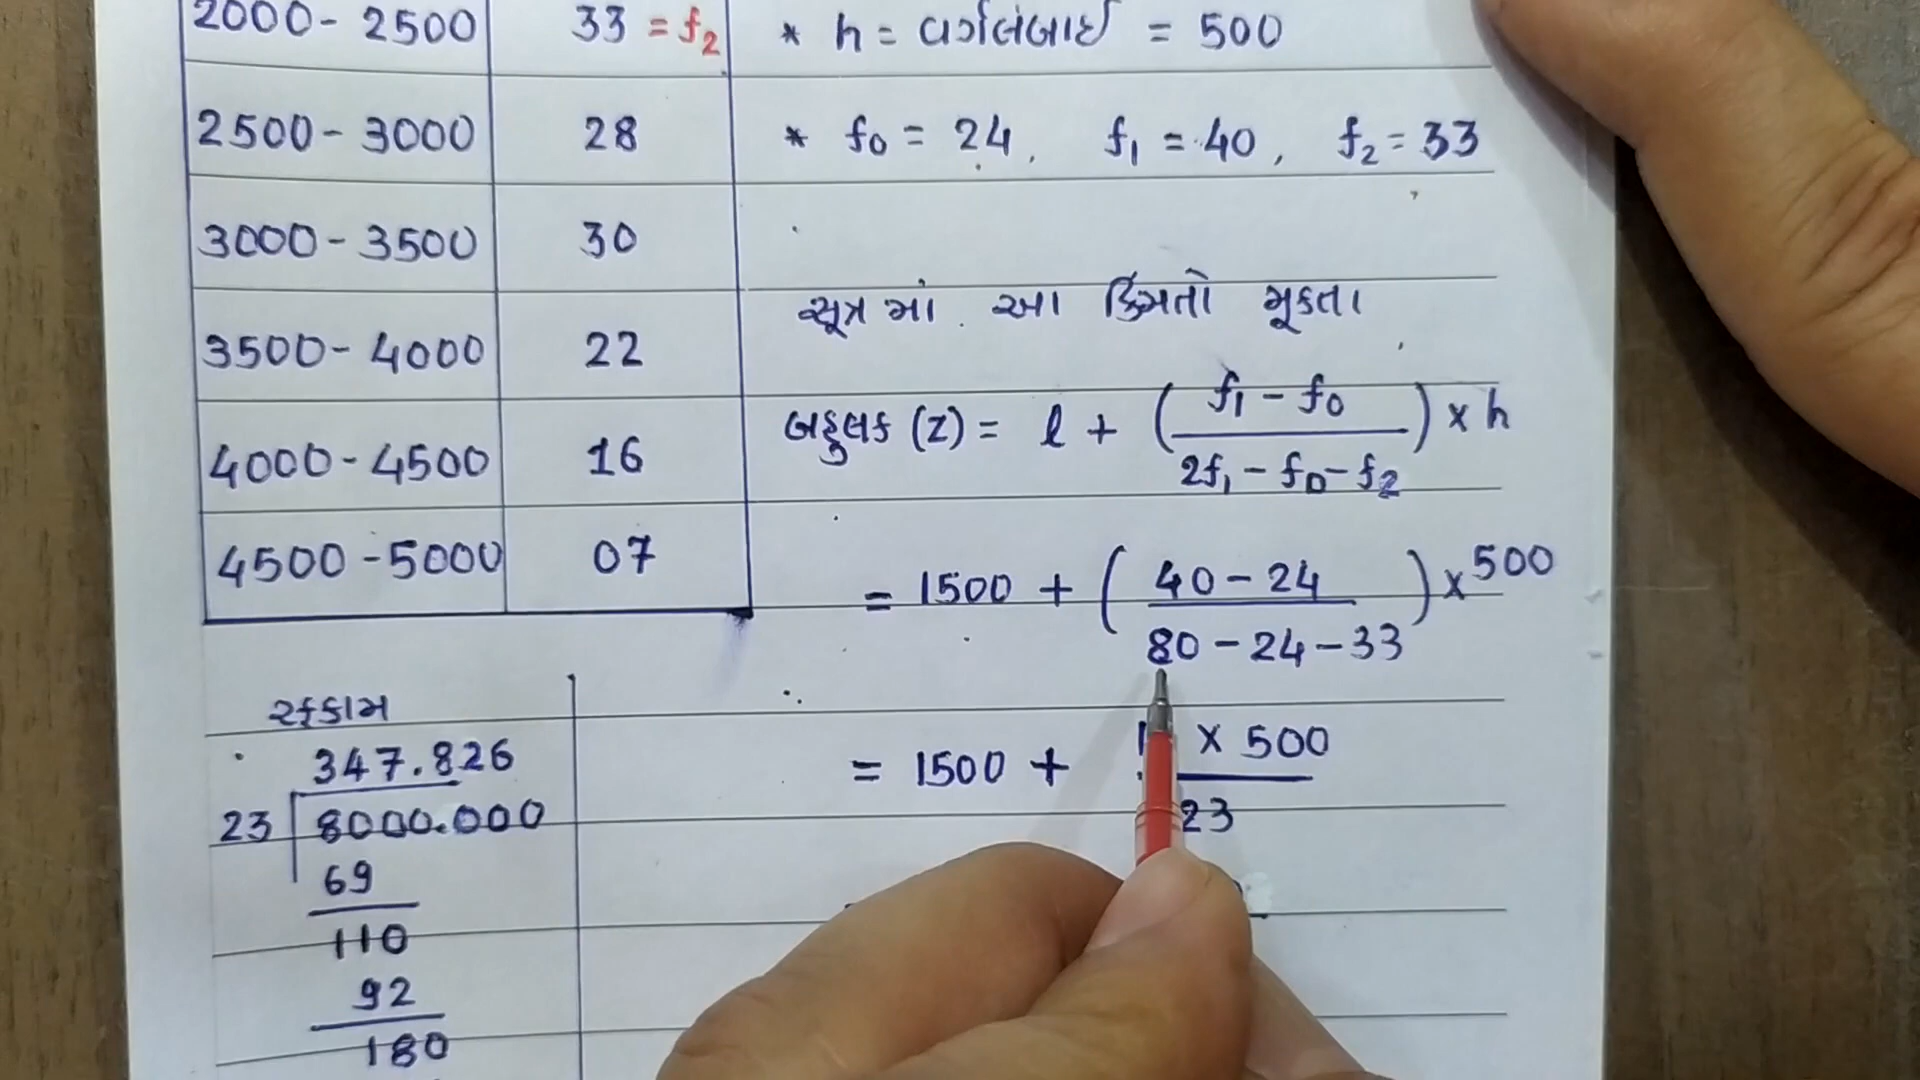 2000 - 2500 33 = f₂
2500 - 3000 28
3000 - 3500 30
3500 - 4000 22
4000 - 4500 16
4500 - 5000 07
* h = વર્ગલંબાઈ = 500
* f₀ = 24, f₁ = 40, f₂ = 33
સૂત્ર માં આ કિંમતો મૂકતા
બહુલક (Z) = l + (f₁ - f₀ / 2f₁ - f₀ - f₂) × h
= 1500 + (40 - 24 / 80 - 24 - 33) × 500
= 1500 + × 500 / 23
રફકામ
347.826
23 8000.000
69
110
92
180